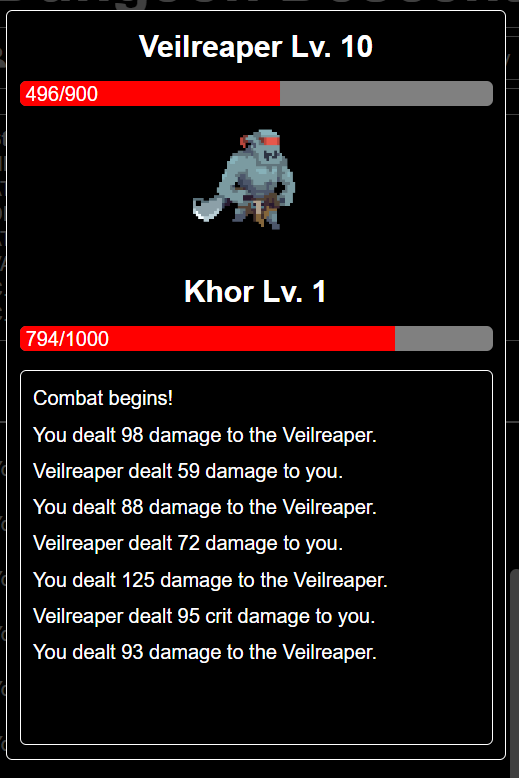 Veilreaper Lv. 10
496/900
Khor Lv. 1
794/1000
Combat begins!
You dealt 98 damage to the Veilreaper.
Veilreaper dealt 59 damage to you.
You dealt 88 damage to the Veilreaper.
Veilreaper dealt 72 damage to you.
You dealt 125 damage to the Veilreaper.
Veilreaper dealt 95 crit damage to you.
You dealt 93 damage to the Veilreaper.